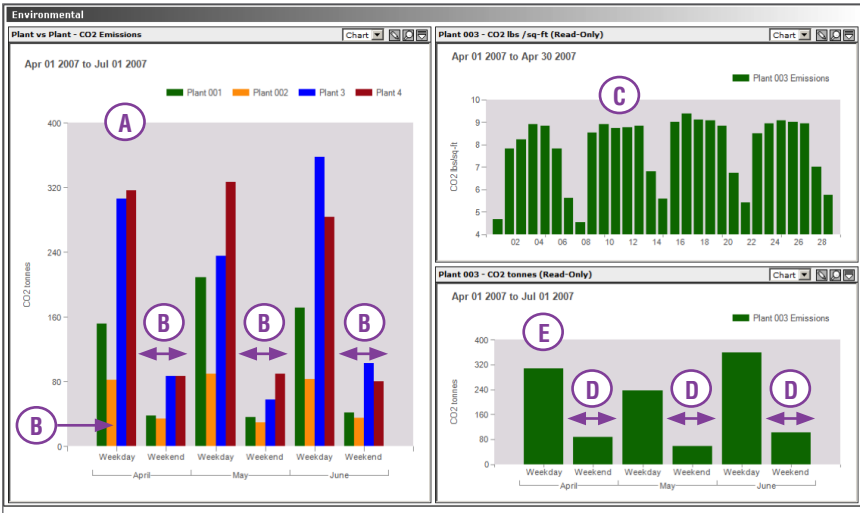 Environmental
Plant vs Plant - CO2 Emissions
Chart
Apr 01 2007 to Jul 01 2007
Plant 001 Plant 002 Plant 3 Plant 4
A
400
320
240
160
80
0
CO2 tonnes
B
B
B
B
Weekday Weekend Weekday Weekend Weekday Weekend
April May June
Plant 003 - CO2 lbs /sq-ft (Read-Only)
Chart
Apr 01 2007 to Apr 30 2007
Plant 003 Emissions
C
10
9
8
7
6
5
4
CO2 lbs/sq-ft
02 04 06 08 10 12 14 16 18 20 22 24 26 28
Plant 003 - CO2 tonnes (Read-Only)
Chart
Apr 01 2007 to Jul 01 2007
Plant 003 Emissions
E
400
320
240
160
80
0
CO2 tonnes
D
D
D
Weekday Weekend Weekday Weekend Weekday Weekend
April May June